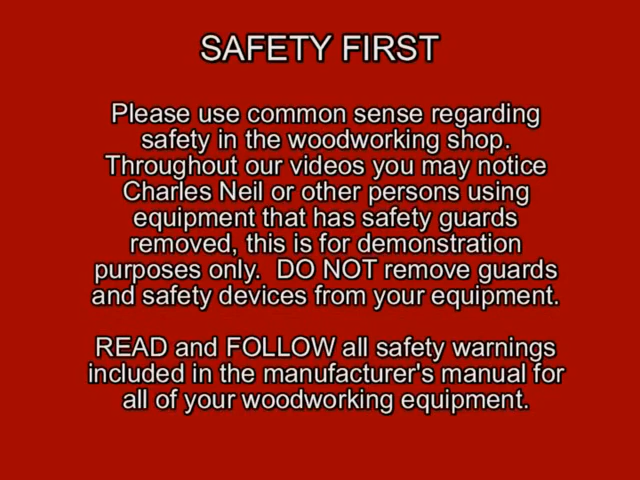 SAFETY FIRST
Please use common sense regarding
safety in the woodworking shop.
Throughout our videos you may notice
Charles Neil or other persons using
equipment that has safety guards
removed, this is for demonstration
purposes only.  DO NOT remove guards
and safety devices from your equipment.
READ and FOLLOW all safety warnings
included in the manufacturer's manual for
all of your woodworking equipment.